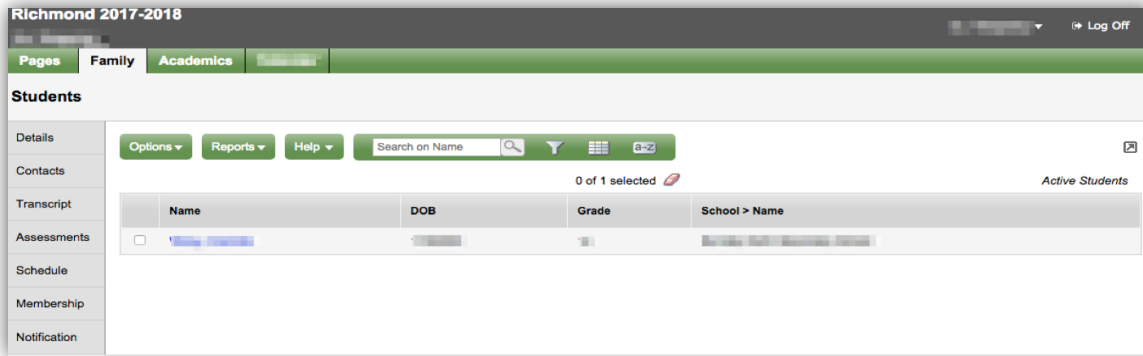 Richmond 2017-2018
Log Off
Pages Family Academics
Students
Details
Options Reports Help Search on Name a-z
Contacts
0 of 1 selected Active Students
Transcript
Name DOB Grade School > Name
Assessments
Schedule
Membership
Notification